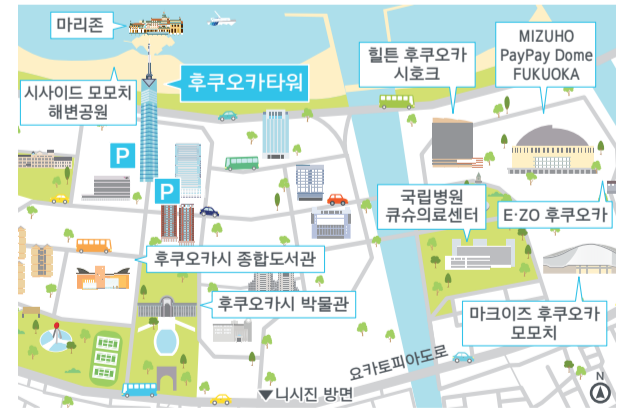 마리존
MIZUHO
PayPay Dome
FUKUOKA
힐튼 후쿠오카
시호크
후쿠오카타워
시사이드 모모치
해변공원
P
P
국립병원
큐슈의료센터
E·ZO 후쿠오카
후쿠오카시 종합도서관
후쿠오카시 박물관
마크이즈 후쿠오카
모모치
요카토피아도로
▼니시진 방면
N